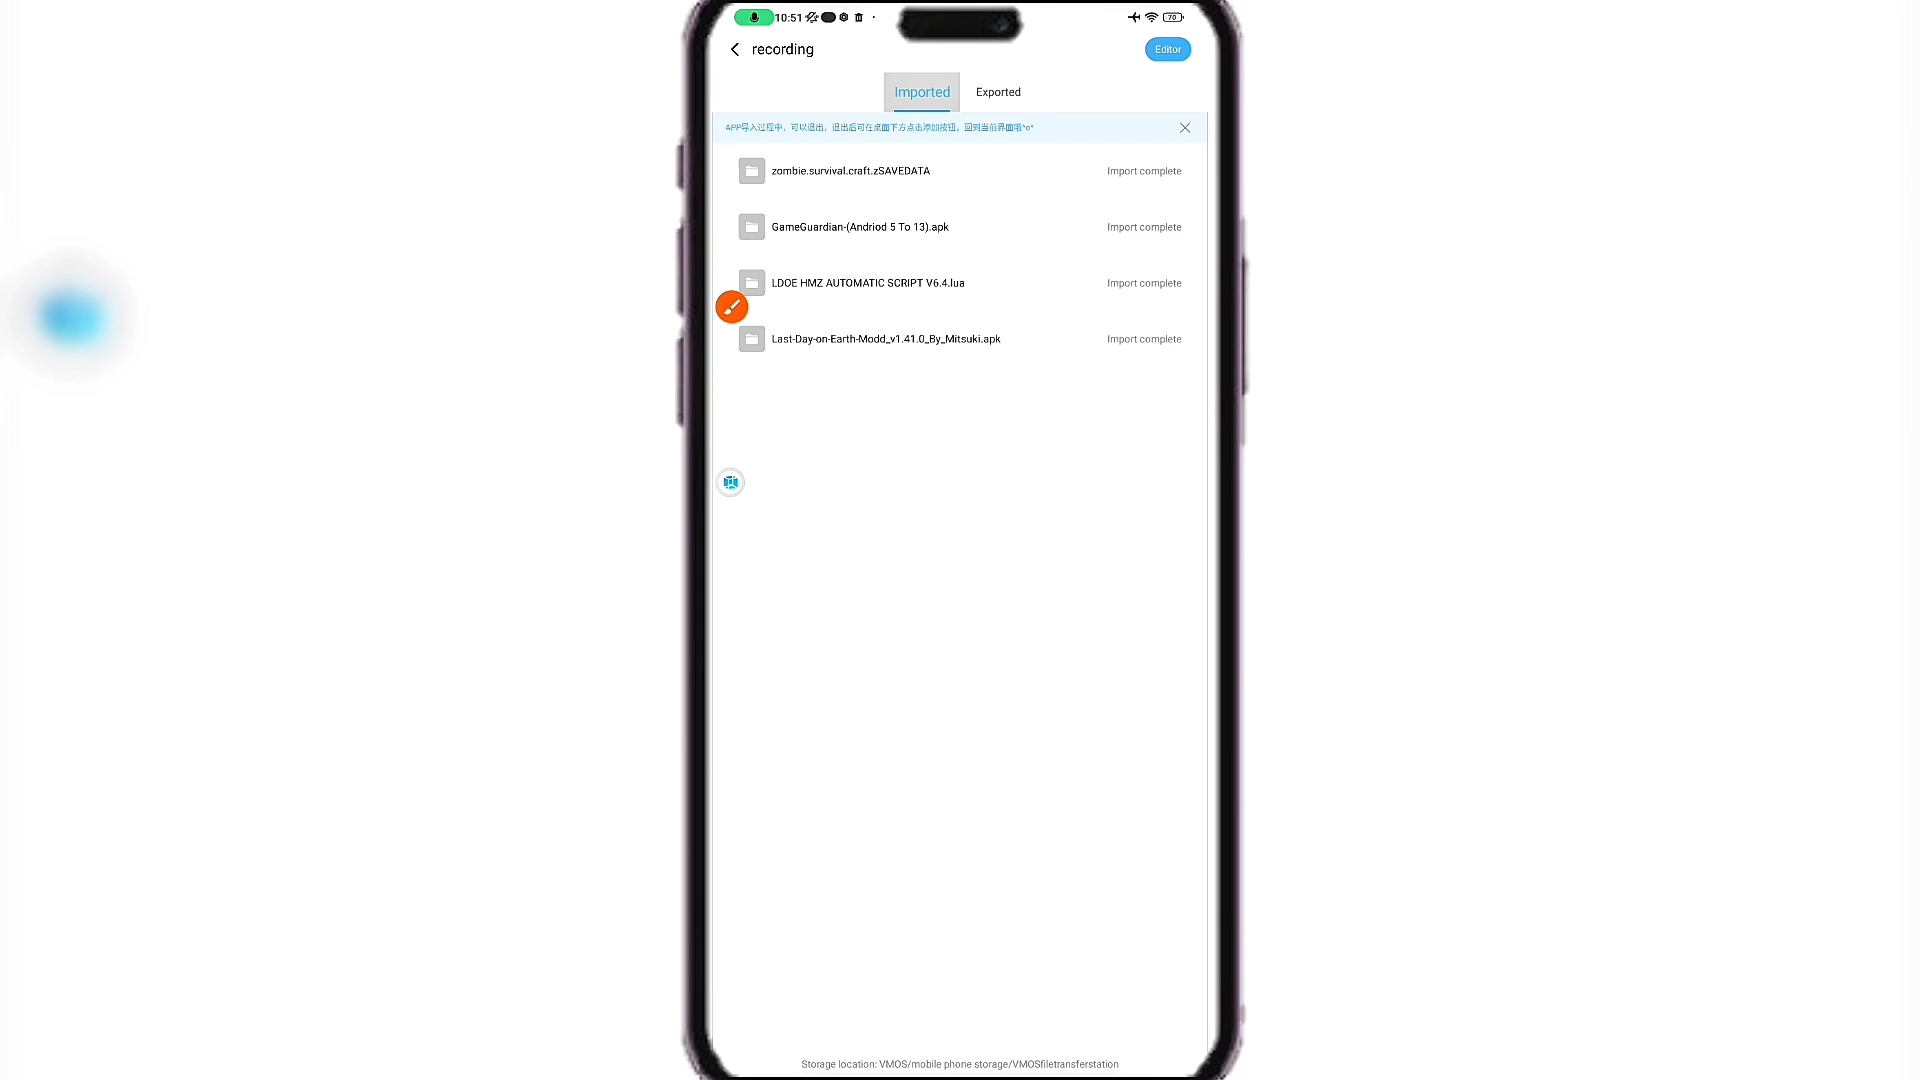 10:51
70
recording
Editor
Imported
Exported
APP导入过程中，可以退出，退出后可在桌面下方点击添加按钮，回到当前界面哦^o^
zombie.survival.craft.zSAVEDATA
Import complete
GameGuardian-(Andriod 5 To 13).apk
Import complete
LDOE HMZ AUTOMATIC SCRIPT V6.4.lua
Import complete
Last-Day-on-Earth-Modd_v1.41.0_By_Mitsuki.apk
Import complete
Storage location: VMOS/mobile phone storage/VMOSfiletransferstation